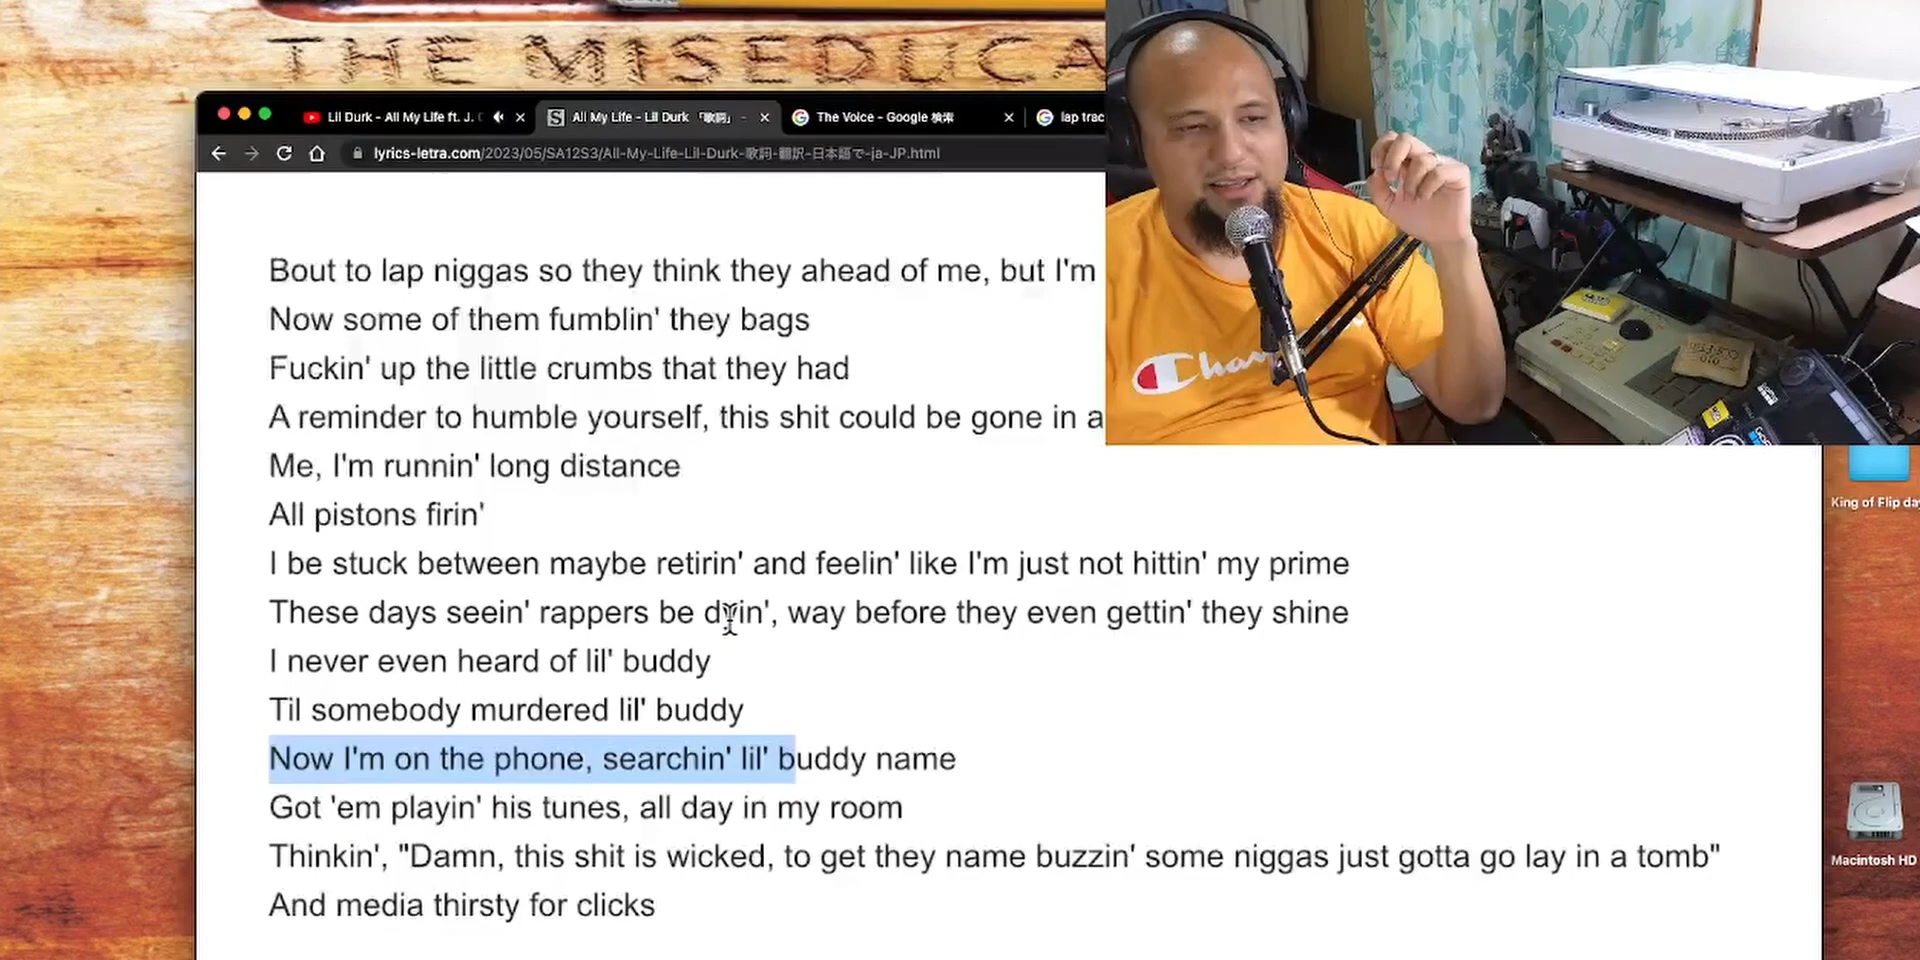 THE MISEDUCA
Lil Durk - All My Life ft. J.
All My Life - Lil Durk 「歌詞」 -
The Voice - Google 検索
lap trac
lyrics-letra.com/2023/05/SA12S3/All-My-Life-Lil-Durk-歌詞-翻訳-日本語で-ja-JP.html
Bout to lap niggas so they think they ahead of me, but I'm
Now some of them fumblin' they bags
Fuckin' up the little crumbs that they had
A reminder to humble yourself, this shit could be gone in a
Me, I'm runnin' long distance
All pistons firin'
I be stuck between maybe retirin' and feelin' like I'm just not hittin' my prime
These days seein' rappers be dyin', way before they even gettin' they shine
I never even heard of lil' buddy
Til somebody murdered lil' buddy
Now I'm on the phone, searchin' lil' buddy name
Got 'em playin' his tunes, all day in my room
Thinkin', "Damn, this shit is wicked, to get they name buzzin' some niggas just gotta go lay in a tomb"
And media thirsty for clicks
Cha
King of Flip day
Macintosh HD